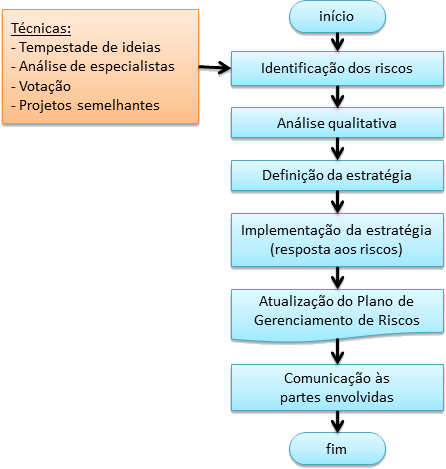 Técnicas:
- Tempestade de ideias
- Análise de especialistas
- Votação
- Projetos semelhantes
início
Identificação dos riscos
Análise qualitativa
Definição da estratégia
Implementação da estratégia
(resposta aos riscos)
Atualização do Plano de
Gerenciamento de Riscos
Comunicação às
partes envolvidas
fim